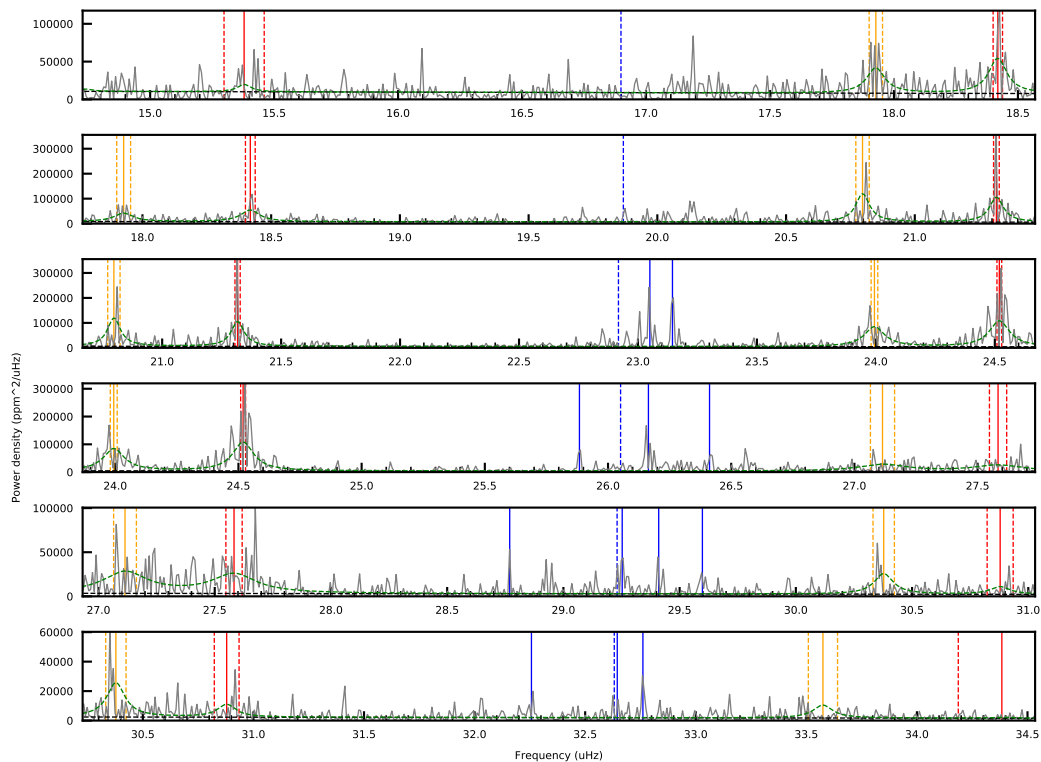 100000
50000
0
15.0 15.5 16.0 16.5 17.0 17.5 18.0 18.5
300000
200000
100000
0
18.0 18.5 19.0 19.5 20.0 20.5 21.0
300000
200000
100000
0
21.0 21.5 22.0 22.5 23.0 23.5 24.0 24.5
Power density (ppm^2/uHz)
300000
200000
100000
0
24.0 24.5 25.0 25.5 26.0 26.5 27.0 27.5
100000
50000
0
27.0 27.5 28.0 28.5 29.0 29.5 30.0 30.5 31.0
60000
40000
20000
0
30.5 31.0 31.5 32.0 32.5 33.0 33.5 34.0 34.5
Frequency (uHz)